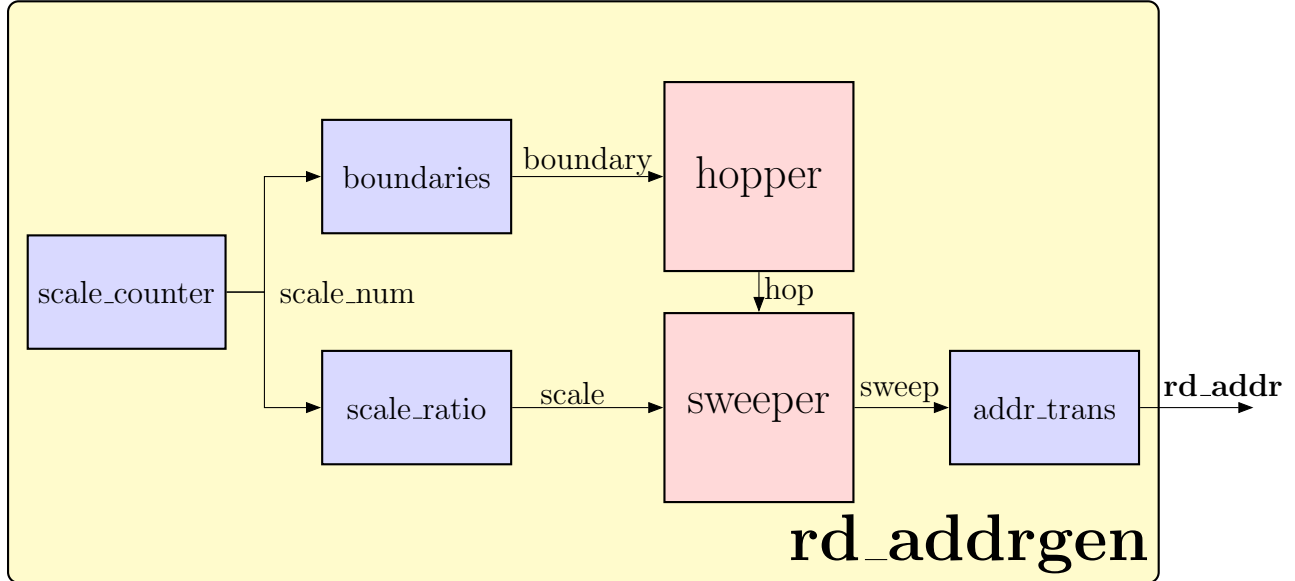 boundaries
boundary
hopper
scale_counter
scale_num
hop
scale_ratio
scale
sweeper
sweep
addr_trans
rd_addr
rd_addrgen